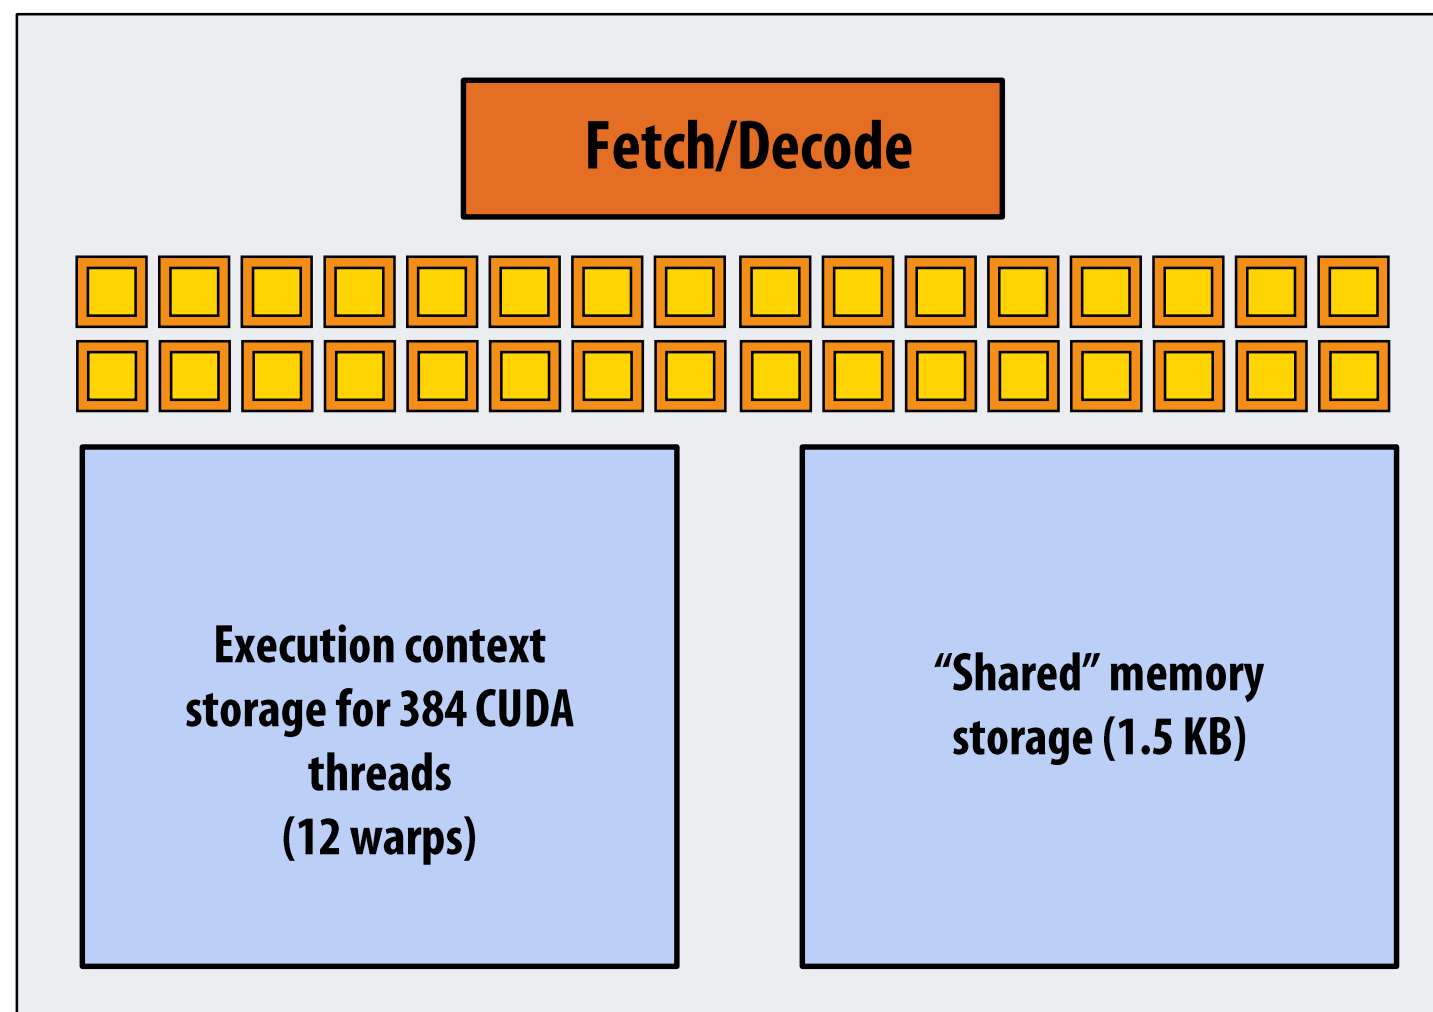 Fetch/Decode
Execution context
storage for 384 CUDA
threads
(12 warps)
“Shared” memory
storage (1.5 KB)